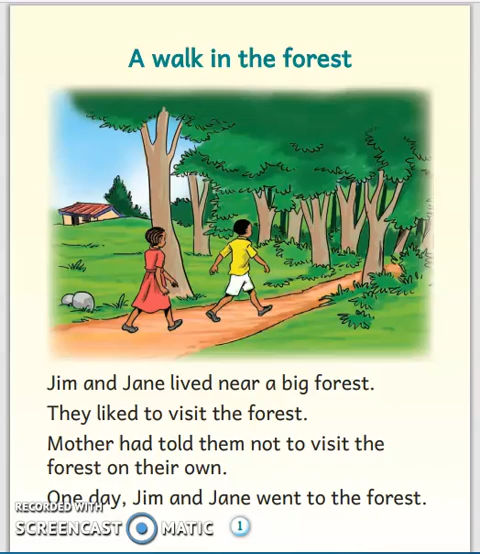 A walk in the forest
Jim and Jane lived near a big forest.
They liked to visit the forest.
Mother had told them not to visit the
forest on their own.
One day, Jim and Jane went to the forest.
RECORDED WITH
SCREENCAST MATIC
1